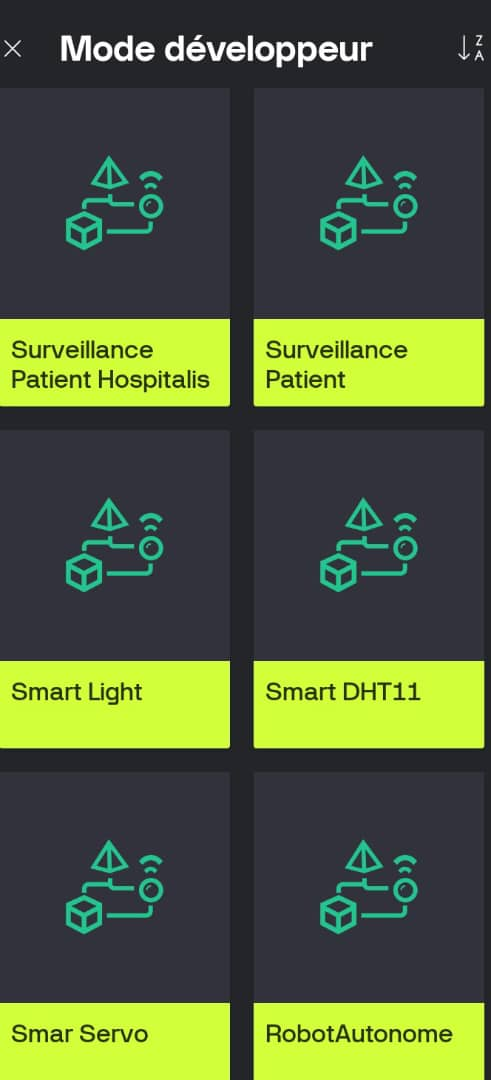 Mode développeur
Z
A
Surveillance
Patient Hospitalis
Surveillance
Patient
Smart Light
Smart DHT11
Smar Servo
RobotAutonome